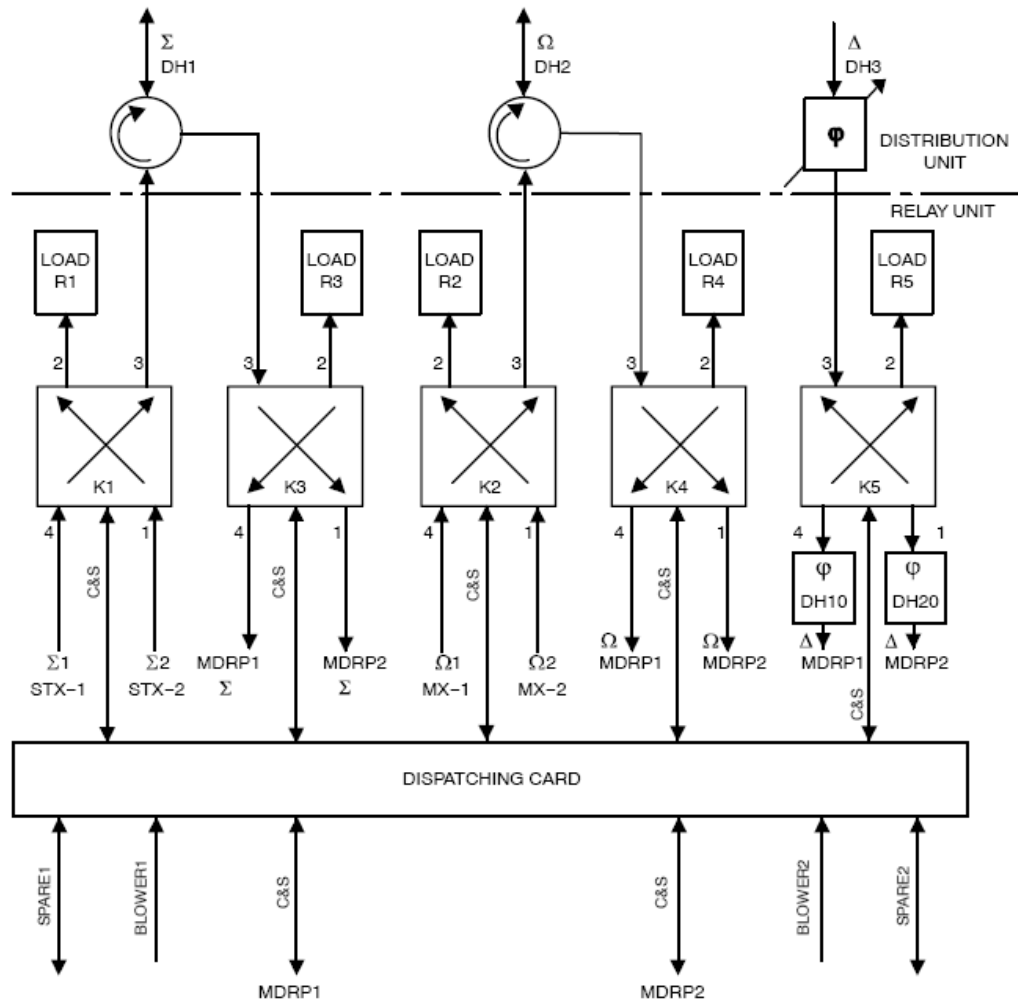 Σ
DH1
Ω
DH2
Δ
DH3
φ
DISTRIBUTION
UNIT
RELAY UNIT
LOAD
R1
LOAD
R3
LOAD
R2
LOAD
R4
LOAD
R5
2
3
3
2
2
3
3
2
3
2
K1
K3
K2
K4
K5
4
1
4
1
4
1
4
1
4
1
C&S
C&S
C&S
C&S
C&S
φ
DH10
φ
DH20
Σ1
STX-1
Σ2
STX-2
MDRP1
Σ
MDRP2
Σ
Ω1
MX-1
Ω2
MX-2
Ω
MDRP1
Ω
MDRP2
Δ
MDRP1
Δ
MDRP2
DISPATCHING CARD
SPARE1
BLOWER1
C&S
C&S
BLOWER2
SPARE2
MDRP1
MDRP2